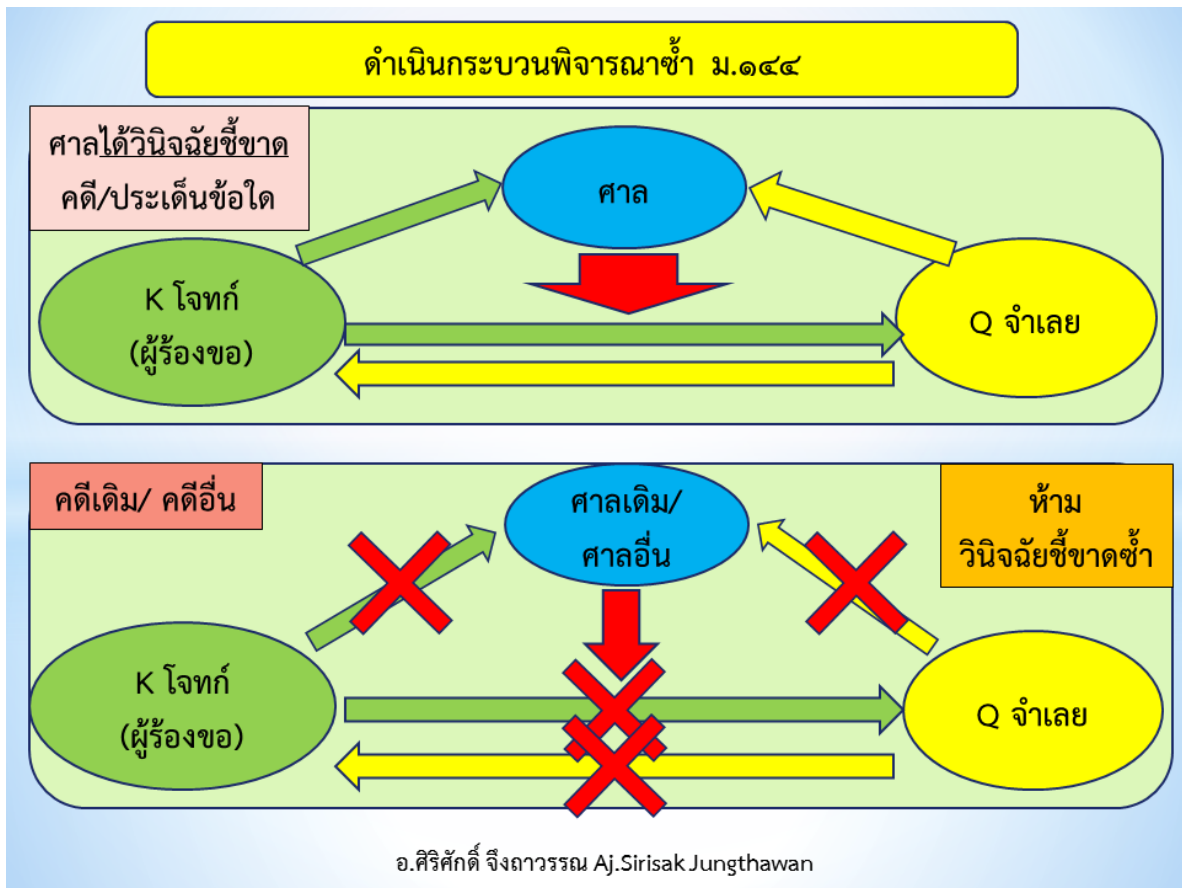 ดำเนินกระบวนพิจารณาซ้ำ ม.๑๔๔
ศาลได้วินิจฉัยชี้ขาด
คดี/ประเด็นข้อใด
ศาล
K โจทก์
(ผู้ร้องขอ)
Q จำเลย
คดีเดิม/ คดีอื่น
ศาลเดิม/
ศาลอื่น
ห้าม
วินิจฉัยชี้ขาดซ้ำ
K โจทก์
(ผู้ร้องขอ)
Q จำเลย
อ.ศิริศักดิ์ จึงถาวรรณ Aj.Sirisak Jungthawan